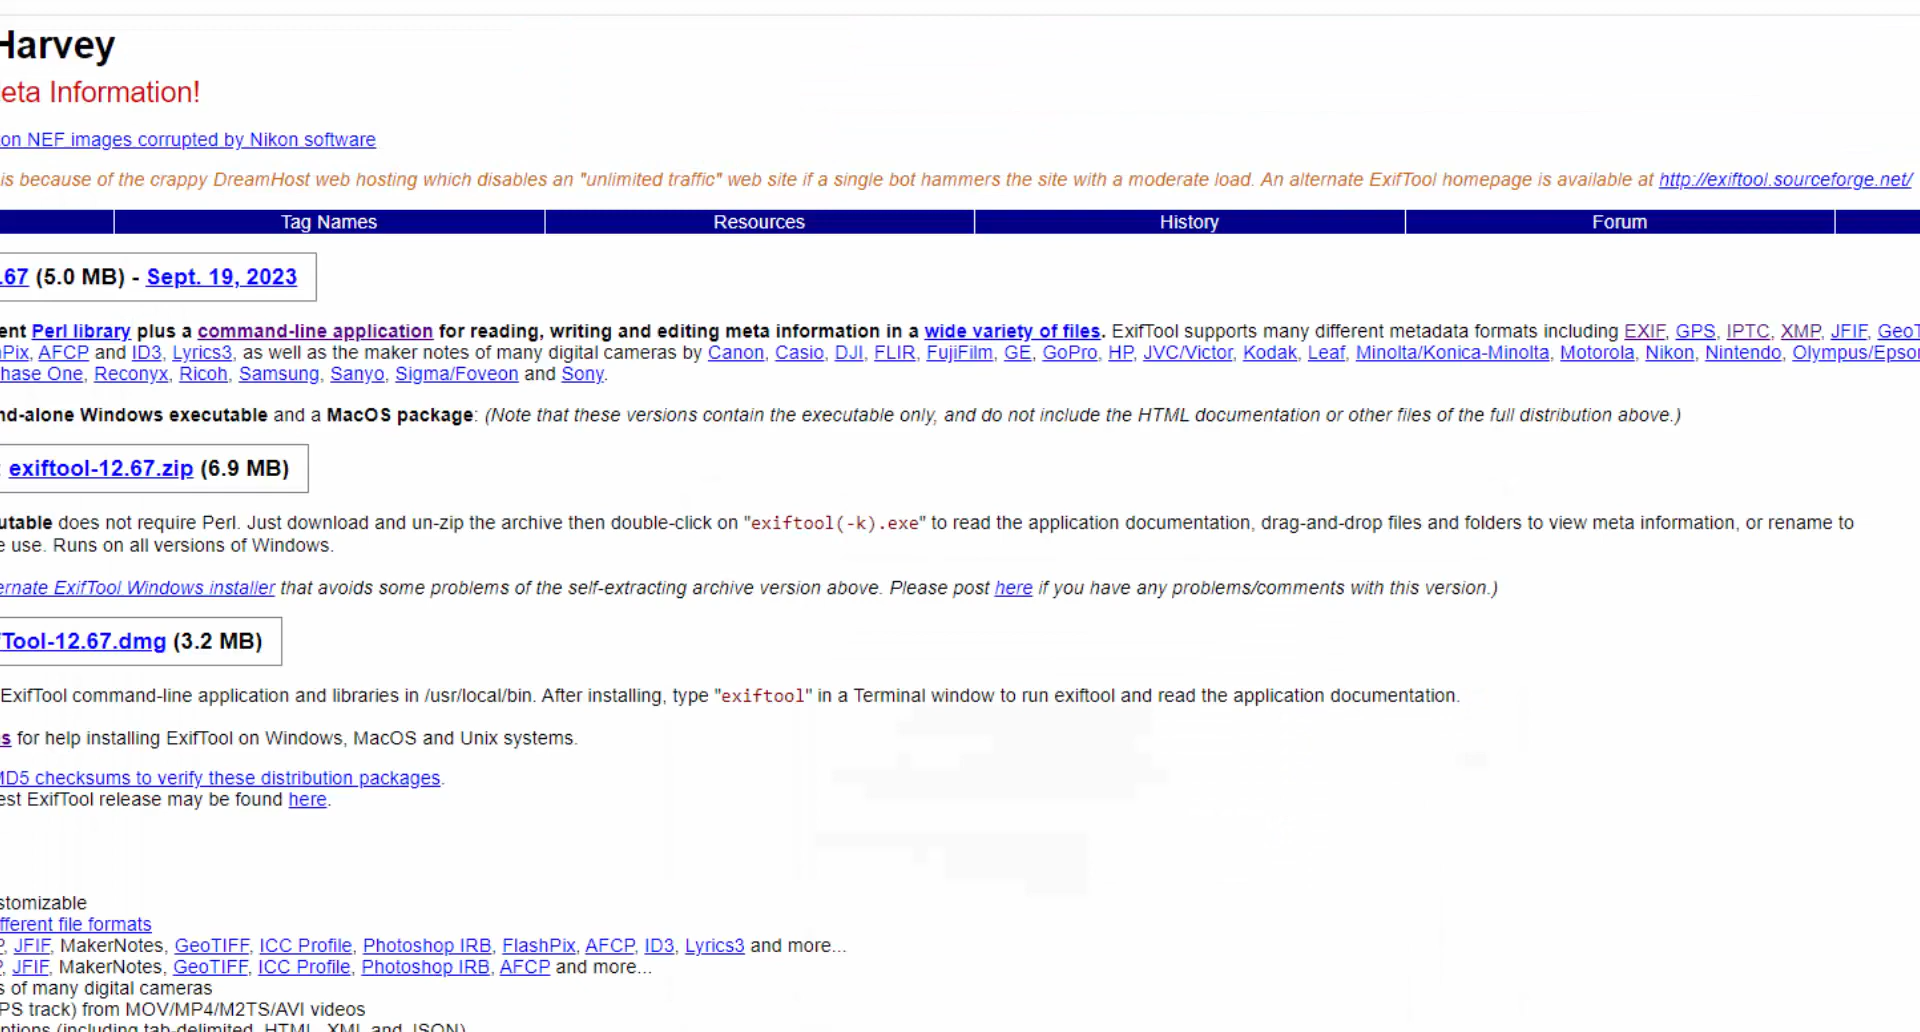 Harvey
eta Information!
on NEF images corrupted by Nikon software
is because of the crappy DreamHost web hosting which disables an "unlimited traffic" web site if a single bot hammers the site with a moderate load. An alternate ExifTool homepage is available at http://exiftool.sourceforge.net/
Tag Names Resources History Forum
.67 (5.0 MB) - Sept. 19, 2023
ent Perl library plus a command-line application for reading, writing and editing meta information in a wide variety of files. ExifTool supports many different metadata formats including EXIF, GPS, IPTC, XMP, JFIF, GeoT
Pix, AFCP and ID3, Lyrics3, as well as the maker notes of many digital cameras by Canon, Casio, DJI, FLIR, FujiFilm, GE, GoPro, HP, JVC/Victor, Kodak, Leaf, Minolta/Konica-Minolta, Motorola, Nikon, Nintendo, Olympus/Epson
hase One, Reconyx, Ricoh, Samsung, Sanyo, Sigma/Foveon and Sony.
nd-alone Windows executable and a MacOS package: (Note that these versions contain the executable only, and do not include the HTML documentation or other files of the full distribution above.)
: exiftool-12.67.zip (6.9 MB)
utable does not require Perl. Just download and un-zip the archive then double-click on "exiftool(-k).exe" to read the application documentation, drag-and-drop files and folders to view meta information, or rename to
e use. Runs on all versions of Windows.
ernate ExifTool Windows installer that avoids some problems of the self-extracting archive version above. Please post here if you have any problems/comments with this version.)
fTool-12.67.dmg (3.2 MB)
ExifTool command-line application and libraries in /usr/local/bin. After installing, type "exiftool" in a Terminal window to run exiftool and read the application documentation.
s for help installing ExifTool on Windows, MacOS and Unix systems.
MD5 checksums to verify these distribution packages.
est ExifTool release may be found here.
stomizable
fferent file formats
P, JFIF, MakerNotes, GeoTIFF, ICC Profile, Photoshop IRB, FlashPix, AFCP, ID3, Lyrics3 and more...
P, JFIF, MakerNotes, GeoTIFF, ICC Profile, Photoshop IRB, AFCP and more...
s of many digital cameras
PS track) from MOV/MP4/M2TS/AVI videos
ptions (including tab-delimited, HTML, XML and JSON)